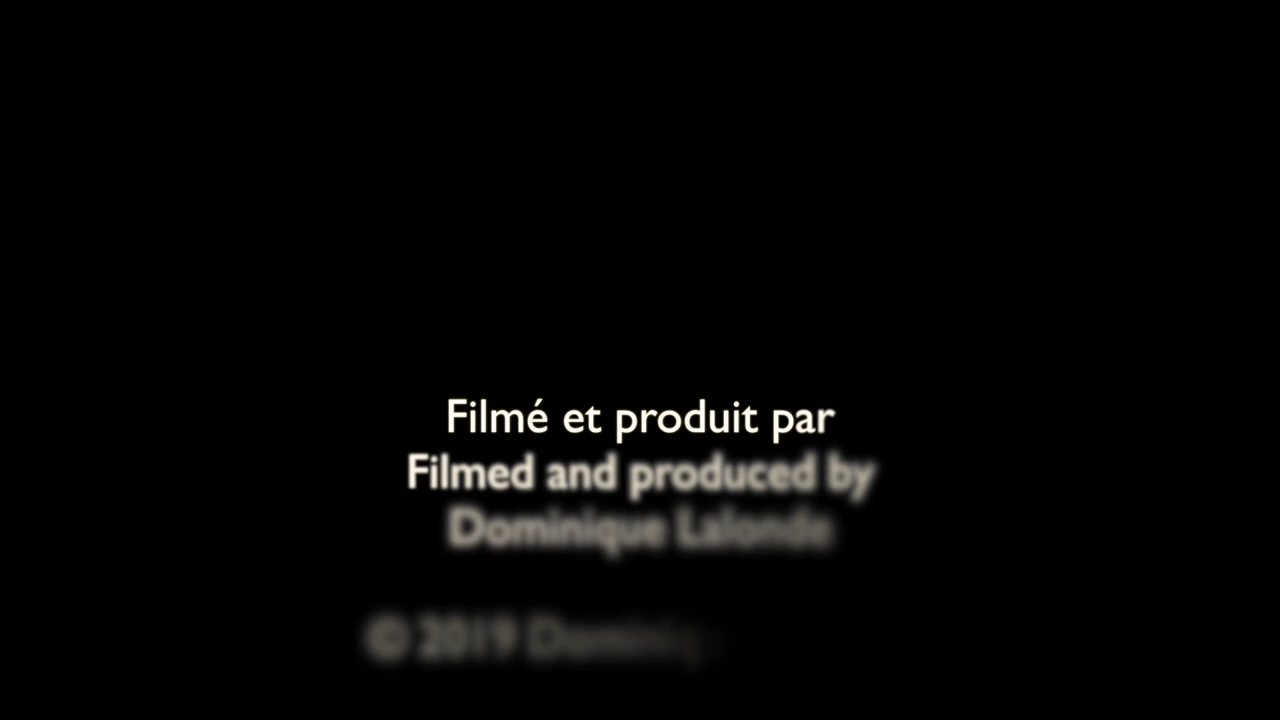 Filmé et produit par
Filmed and produced by
Dominique Lalonde
© 2019